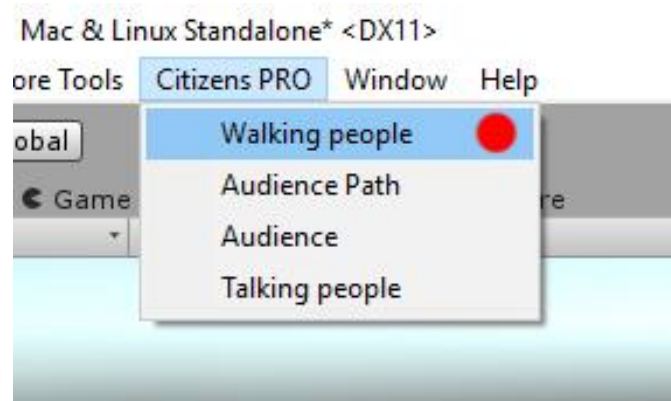 Mac & Linux Standalone* <DX11>
ore Tools Citizens PRO Window Help
obal Walking people
Audience Path
Game re
Audience
Talking people